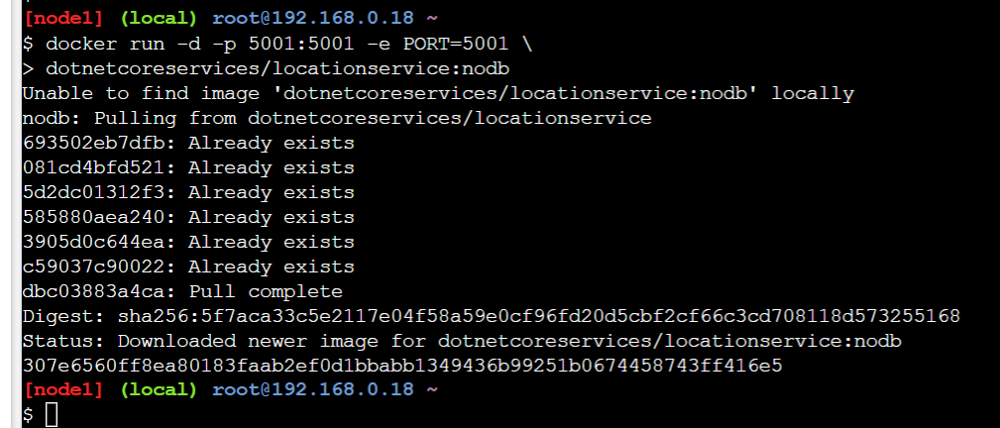 [node1] (local) root@192.168.0.18 ~
$ docker run -d -p 5001:5001 -e PORT=5001 \
> dotnetcoreservices/locationservice:nodb
Unable to find image 'dotnetcoreservices/locationservice:nodb' locally
nodb: Pulling from dotnetcoreservices/locationservice
693502eb7dfb: Already exists
081cd4bfd521: Already exists
5d2dc01312f3: Already exists
585880aea240: Already exists
3905d0c644ea: Already exists
c59037c90022: Already exists
dbc03883a4ca: Pull complete
Digest: sha256:5f7aca33c5e2117e04f58a59e0cf96fd20d5cbf2cf66c3cd708118d573255168
Status: Downloaded newer image for dotnetcoreservices/locationservice:nodb
307e6560ff8ea80183faab2ef0d1bbabb1349436b99251b0674458743ff416e5
[node1] (local) root@192.168.0.18 ~
$